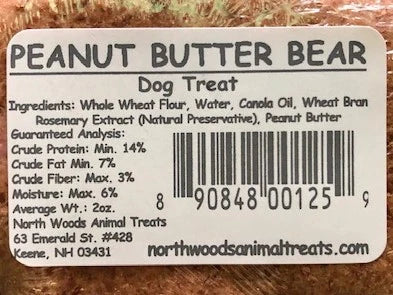 PEANUT BUTTER BEAR
Dog Treat
Ingredients: Whole Wheat Flour, Water, Canola Oil, Wheat Bran
Rosemary Extract (Natural Preservative), Peanut Butter
Guaranteed Analysis:
Crude Protein: Min. 14%
Crude Fat Min. 7%
Crude Fiber: Max. 3%
Moisture: Max. 6%
Average Wt.: 2oz.
North Woods Animal Treats
63 Emerald St. #428
Keene, NH 03431
8 90848 00125 9
northwoodsanimaltreats.com